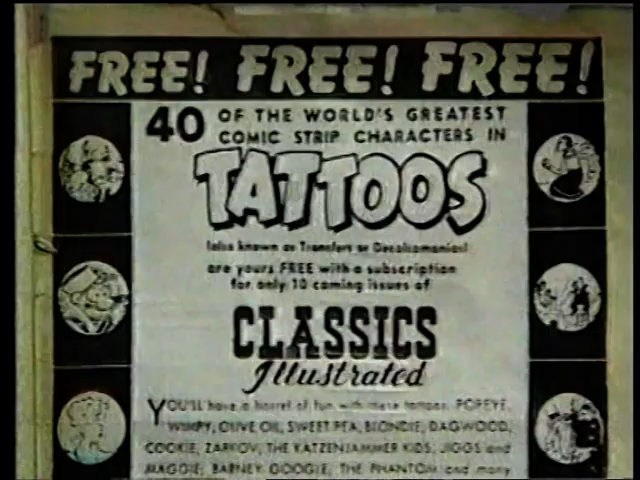 FREE! FREE! FREE!
40 OF THE WORLD'S GREATEST
COMIC STRIP CHARACTERS IN
TATTOOS
(also known as Transfers or Decalcomanias)
are yours FREE with a subscription
for only 10 coming issues of
CLASSICS
Illustrated
YOU'LL have a barrel of fun with these tattoos. POPEYE,
WIMPY, OLIVE OIL, SWEET PEA, BLONDIE, DAGWOOD,
COOKIE, ZARKOV, THE KATZENJAMMER KIDS, JIGGS and
MAGGIE, BARNEY GOOGLE, THE PHANTOM and many